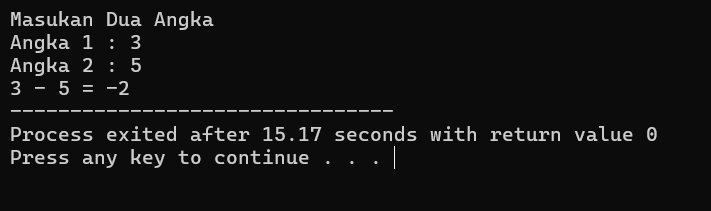 Masukan Dua Angka
Angka 1 : 3
Angka 2 : 5
3 - 5 = -2
--------------------------------
Process exited after 15.17 seconds with return value 0
Press any key to continue . . .